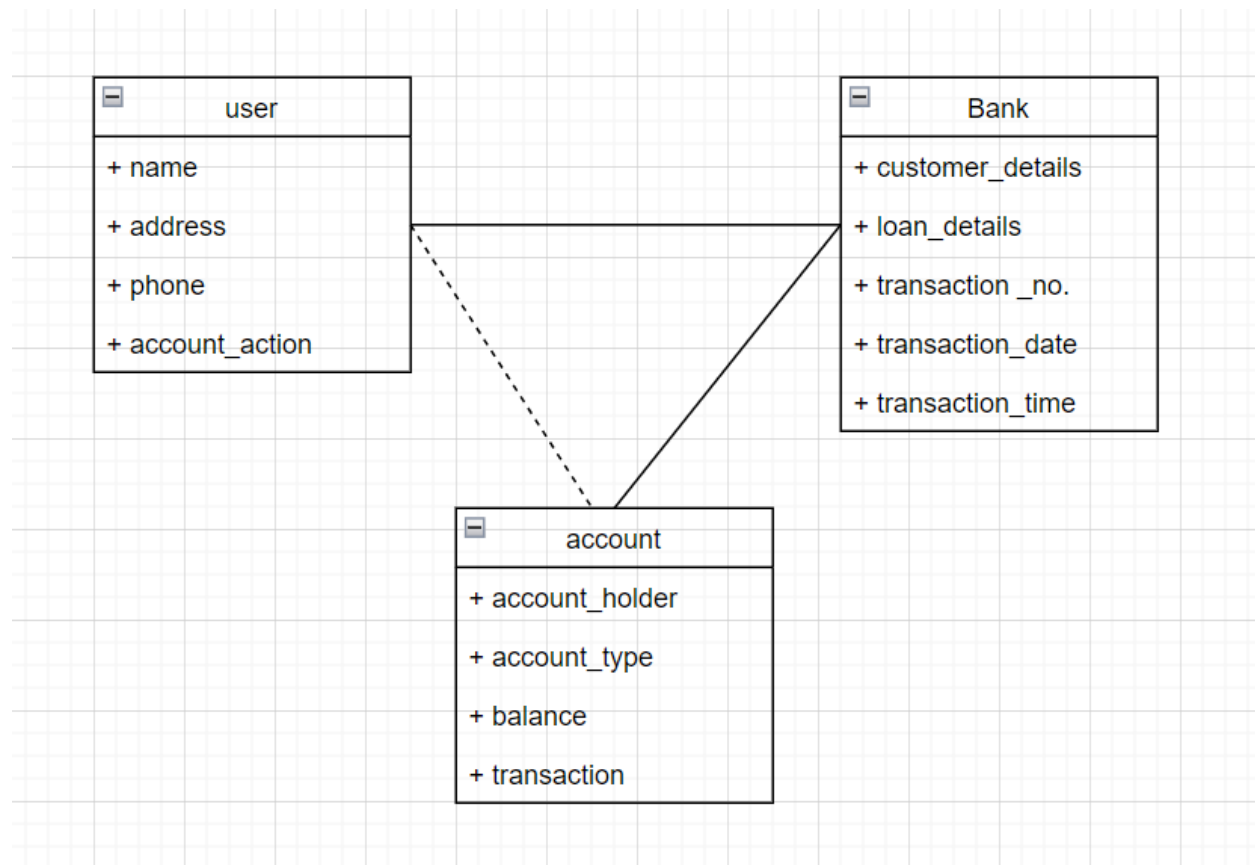 user
+ name
+ address
+ phone
+ account_action
Bank
+ customer_details
+ loan_details
+ transaction _no.
+ transaction_date
+ transaction_time
account
+ account_holder
+ account_type
+ balance
+ transaction